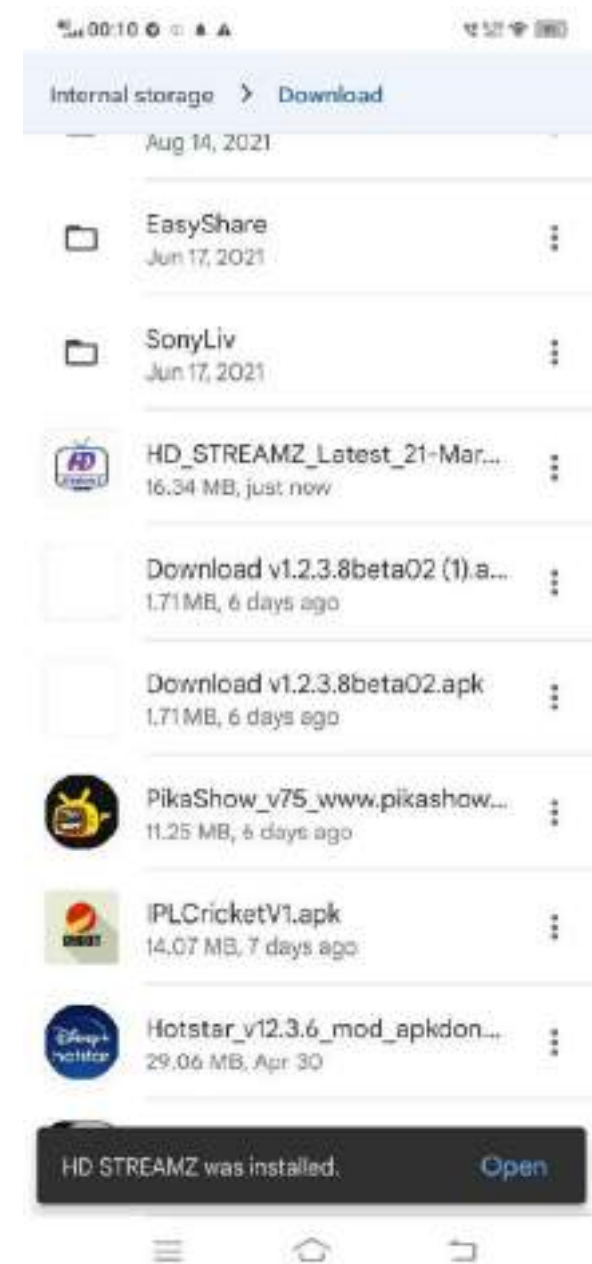 00:10
Internal storage > Download
Aug 14, 2021
EasyShare
Jun 17, 2021
SonyLiv
Jun 17, 2021
HD
HD_STREAMZ_Latest_21-Mar...
16.34 MB, just now
Download v1.2.3.8beta02 (1).a...
1.71 MB, 6 days ago
Download v1.2.3.8beta02.apk
1.71 MB, 6 days ago
PikaShow_v75_www.pikashow...
11.25 MB, 6 days ago
IPLCricketV1.apk
14.07 MB, 7 days ago
Disney+
hotstar
Hotstar_v12.3.6_mod_apkdon...
29.06 MB, Apr 30
HD STREAMZ was installed. Open